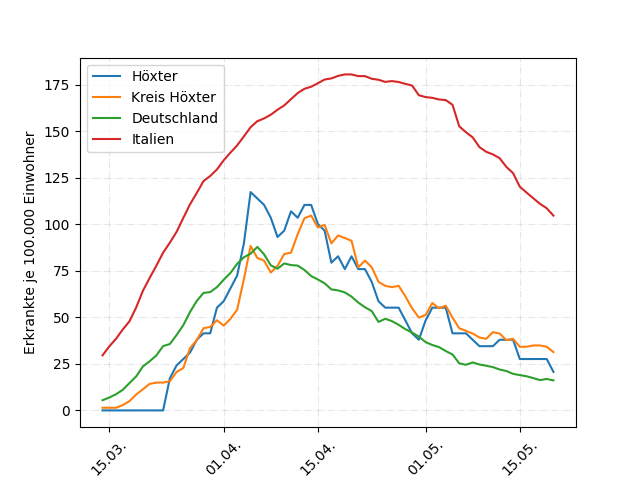 Höxter
Kreis Höxter
Deutschland
Italien
Erkrankte je 100.000 Einwohner
175
150
125
100
75
50
25
0
15.03.
01.04.
15.04.
01.05.
15.05.